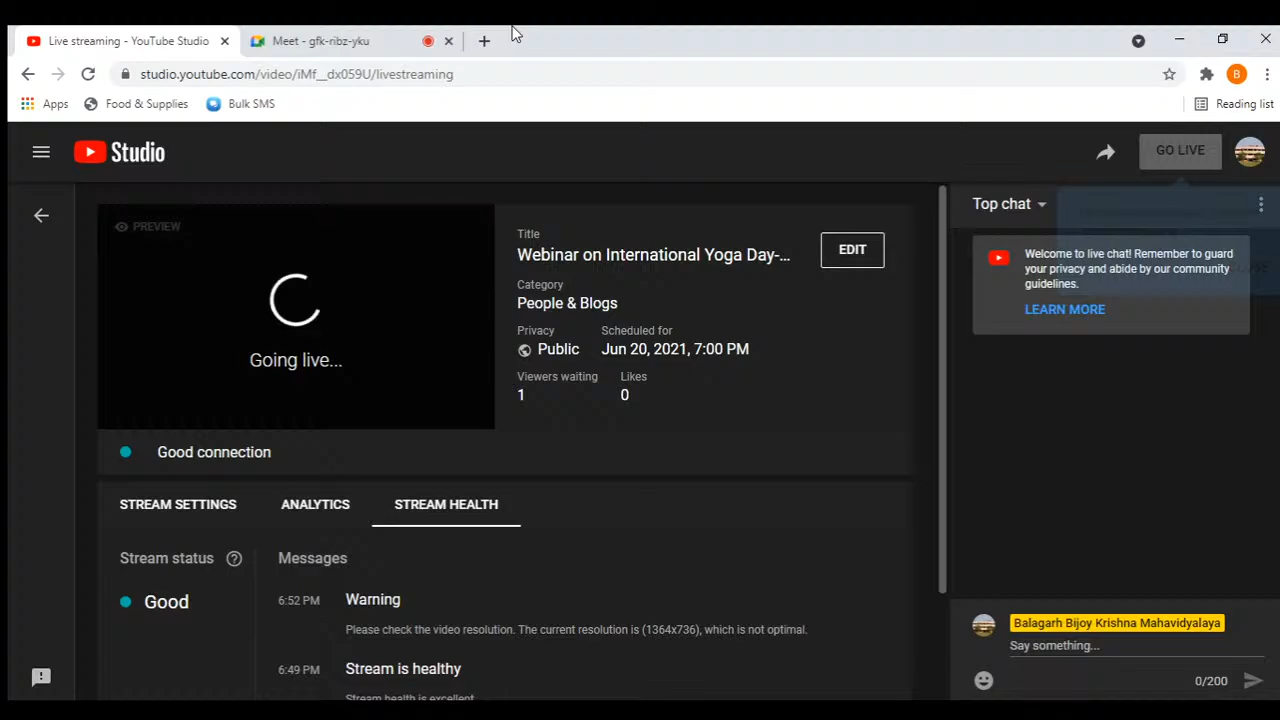 Live streaming - YouTube Studio
Meet - gfk-ribz-yku
studio.youtube.com/video/iMf__dx059U/livestreaming
B
Apps
Food & Supplies
Bulk SMS
Reading list
Studio
GO LIVE
PREVIEW
Going live...
Title
Webinar on International Yoga Day-...
EDIT
Category
People & Blogs
Privacy
Scheduled for
Public
Jun 20, 2021, 7:00 PM
Viewers waiting
Likes
1
0
Good connection
STREAM SETTINGS
ANALYTICS
STREAM HEALTH
Stream status
Good
Messages
6:52 PM
Warning
Please check the video resolution. The current resolution is (1364x736), which is not optimal.
6:49 PM
Stream is healthy
Stream health is excellent
Top chat
Welcome to live chat! Remember to guard
your privacy and abide by our community
guidelines.
LEARN MORE
Balagarh Bijoy Krishna Mahavidyalaya
Say something...
0/200